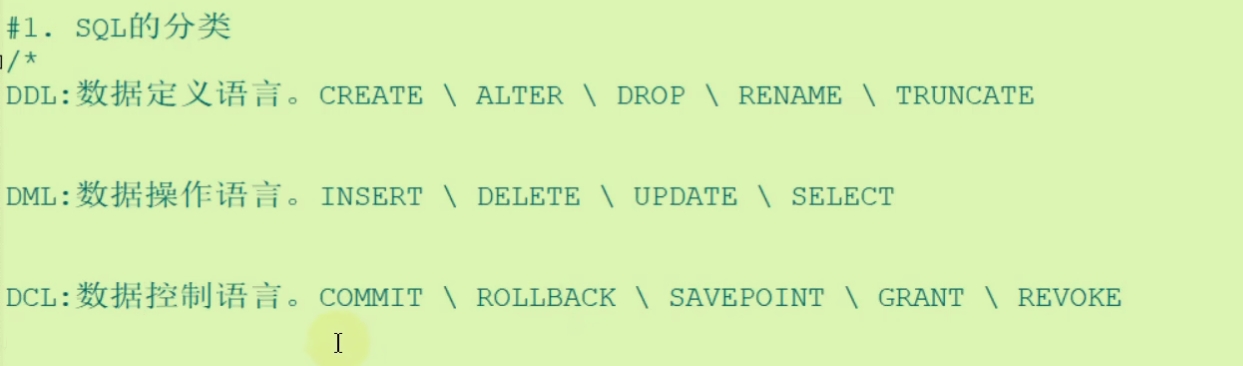 #1. SQL的分类
/*
DDL:数据定义语言。CREATE \ ALTER \ DROP \ RENAME \ TRUNCATE
DML:数据操作语言。INSERT \ DELETE \ UPDATE \ SELECT
DCL:数据控制语言。COMMIT \ ROLLBACK \ SAVEPOINT \ GRANT \ REVOKE